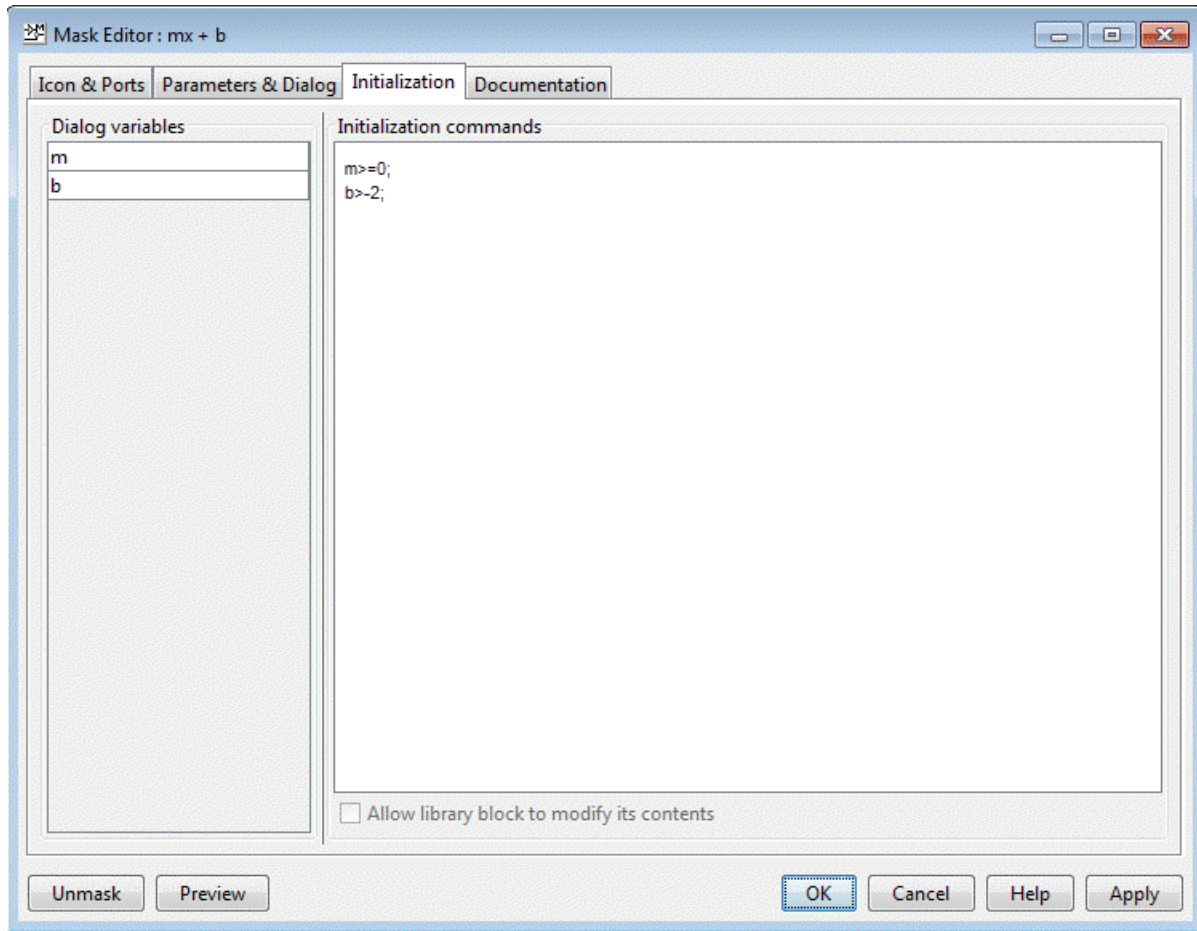 Mask Editor : mx + b
Icon & Ports Parameters & Dialog Initialization Documentation
Dialog variables
m
b
Initialization commands
m>=0;
b>-2;
Allow library block to modify its contents
Unmask Preview OK Cancel Help Apply